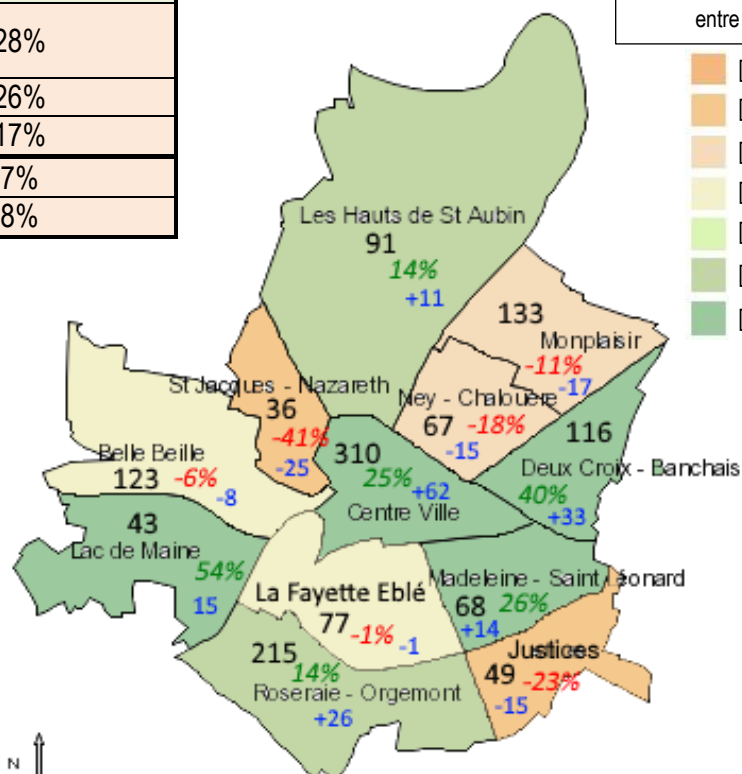 28%
26%
17%
7%
8%
entre
[
[
[
[
[
[
[
Les Hauts de St Aubin
91
14%
+11
133
Monplaisir
-11%
-17
St Jacques - Nazareth
36
-41%
-25
Ney - Chalouère
67 -18%
-15
116
Deux Croix - Banchais
40%
+33
310
25% +62
Centre Ville
Belle Beille
123 -6% -8
43
Lac de Maine
54%
15
La Fayette Eblé
77 -1% -1
Madeleine - Saint Léonard
68 26%
+14
Justices
49 -23%
-15
215
14%
Roseraie - Orgemont
+26
N